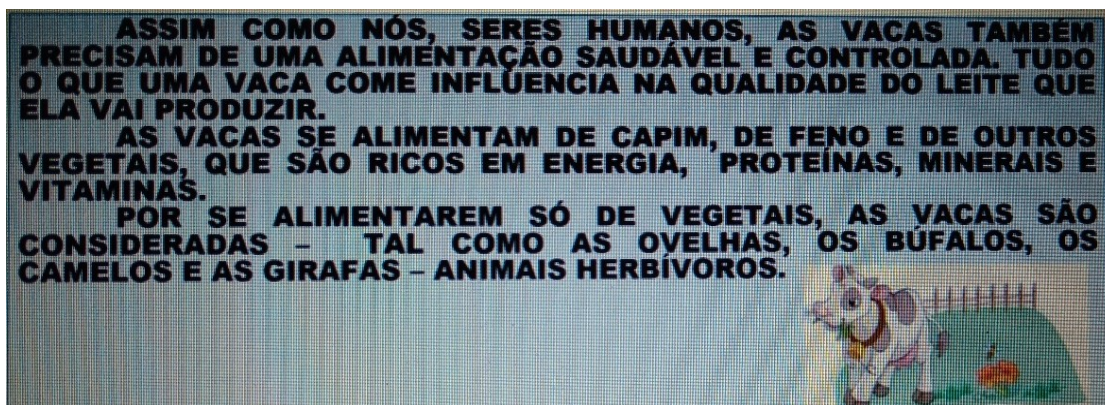 ASSIM COMO NÓS, SERES HUMANOS, AS VACAS TAMBÉM
PRECISAM DE UMA ALIMENTAÇÃO SAUDÁVEL E CONTROLADA. TUDO
O QUE UMA VACA COME INFLUENCIA NA QUALIDADE DO LEITE QUE
ELA VAI PRODUZIR.
AS VACAS SE ALIMENTAM DE CAPIM, DE FENO E DE OUTROS
VEGETAIS, QUE SÃO RICOS EM ENERGIA, PROTEÍNAS, MINERAIS E
VITAMINAS.
POR SE ALIMENTAREM SÓ DE VEGETAIS, AS VACAS SÃO
CONSIDERADAS – TAL COMO AS OVELHAS, OS BÚFALOS, OS
CAMELOS E AS GIRAFAS – ANIMAIS HERBÍVOROS.